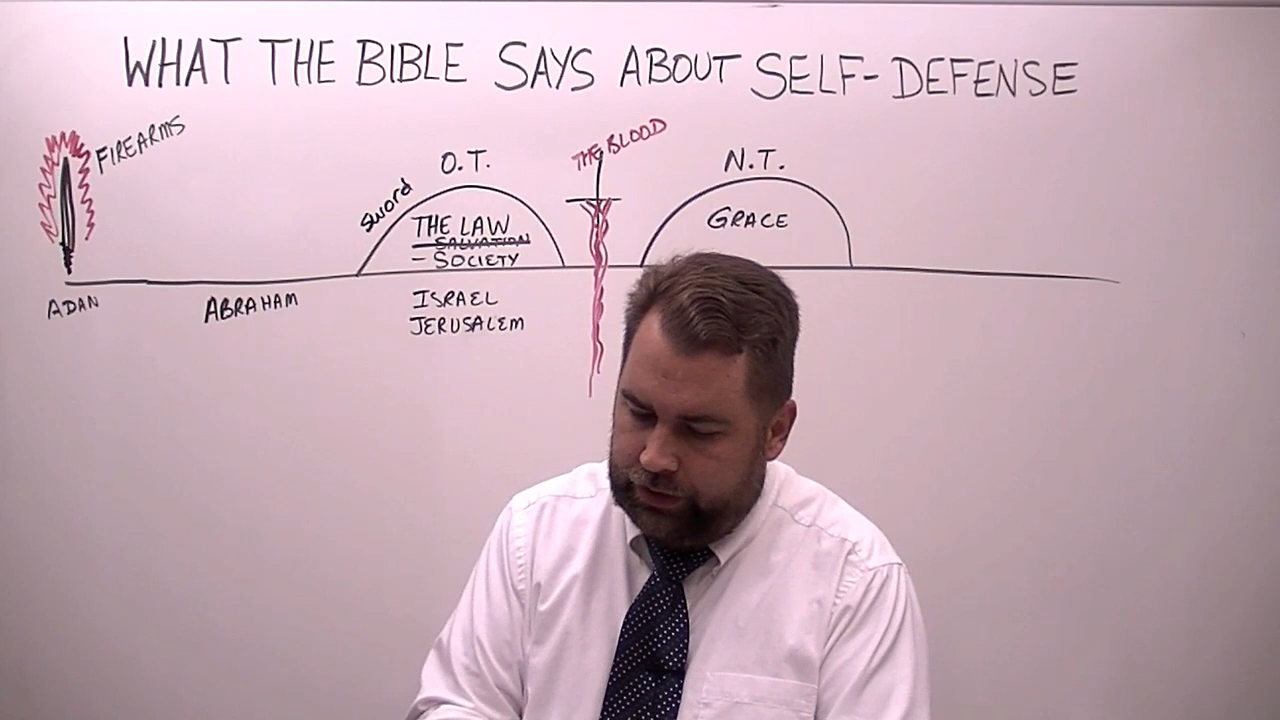 WHAT THE BIBLE SAYS ABOUT SELF-DEFENSE
FIREARMS
THE BLOOD
O.T.
N.T.
Sword
THE LAW
- SALVATION
- SOCIETY
GRACE
ADAN
ABRAHAM
ISRAEL
JERUSALEM